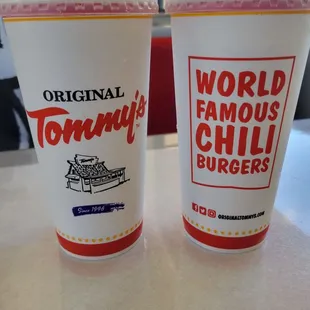 ORIGINAL
Tommy's
Since 1946
WORLD
FAMOUS
CHILI
BURGERS
ORIGINALTOMMYS.COM